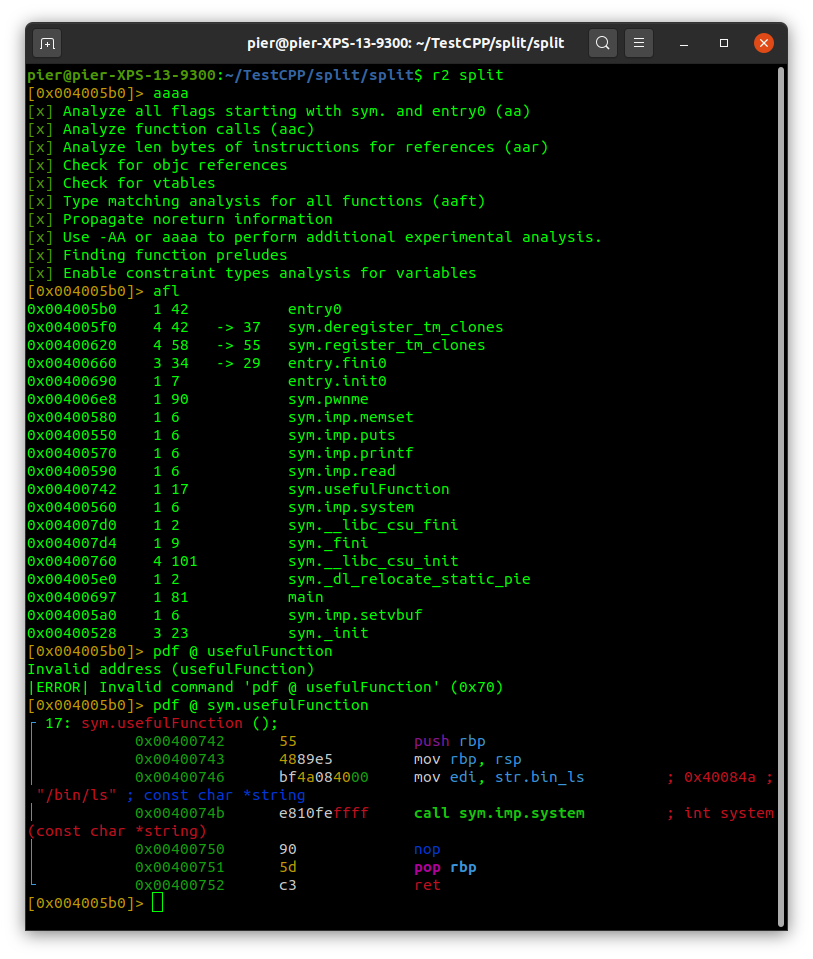 pier@pier-XPS-13-9300: ~/TestCPP/split/split
pier@pier-XPS-13-9300:~/TestCPP/split/split$ r2 split
[0x004005b0]> aaaa
[x] Analyze all flags starting with sym. and entry0 (aa)
[x] Analyze function calls (aac)
[x] Analyze len bytes of instructions for references (aar)
[x] Check for objc references
[x] Check for vtables
[x] Type matching analysis for all functions (aaft)
[x] Propagate noreturn information
[x] Use -AA or aaaa to perform additional experimental analysis.
[x] Finding function preludes
[x] Enable constraint types analysis for variables
[0x004005b0]> afl
0x004005b0    1 42           entry0
0x004005f0    4 42   -> 37   sym.deregister_tm_clones
0x00400620    4 58   -> 55   sym.register_tm_clones
0x00400660    3 34   -> 29   entry.fini0
0x00400690    1 7            entry.init0
0x004006e8    1 90           sym.pwnme
0x00400580    1 6            sym.imp.memset
0x00400550    1 6            sym.imp.puts
0x00400570    1 6            sym.imp.printf
0x00400590    1 6            sym.imp.read
0x00400742    1 17           sym.usefulFunction
0x00400560    1 6            sym.imp.system
0x004007d0    1 2            sym.__libc_csu_fini
0x004007d4    1 9            sym._fini
0x00400760    4 101          sym.__libc_csu_init
0x004005e0    1 2            sym._dl_relocate_static_pie
0x00400697    1 81           main
0x004005a0    1 6            sym.imp.setvbuf
0x00400528    3 23           sym._init
[0x004005b0]> pdf @ usefulFunction
Invalid address (usefulFunction)
|ERROR| Invalid command 'pdf @ usefulFunction' (0x70)
[0x004005b0]> pdf @ sym.usefulFunction
┌ 17: sym.usefulFunction ();
│           0x00400742      55             push rbp
│           0x00400743      4889e5         mov rbp, rsp
│           0x00400746      bf4a084000     mov edi, str.bin_ls         ; 0x40084a ;
 "/bin/ls" ; const char *string
│           0x0040074b      e810feffff     call sym.imp.system         ; int system
(const char *string)
│           0x00400750      90             nop
│           0x00400751      5d             pop rbp
└           0x00400752      c3             ret
[0x004005b0]>